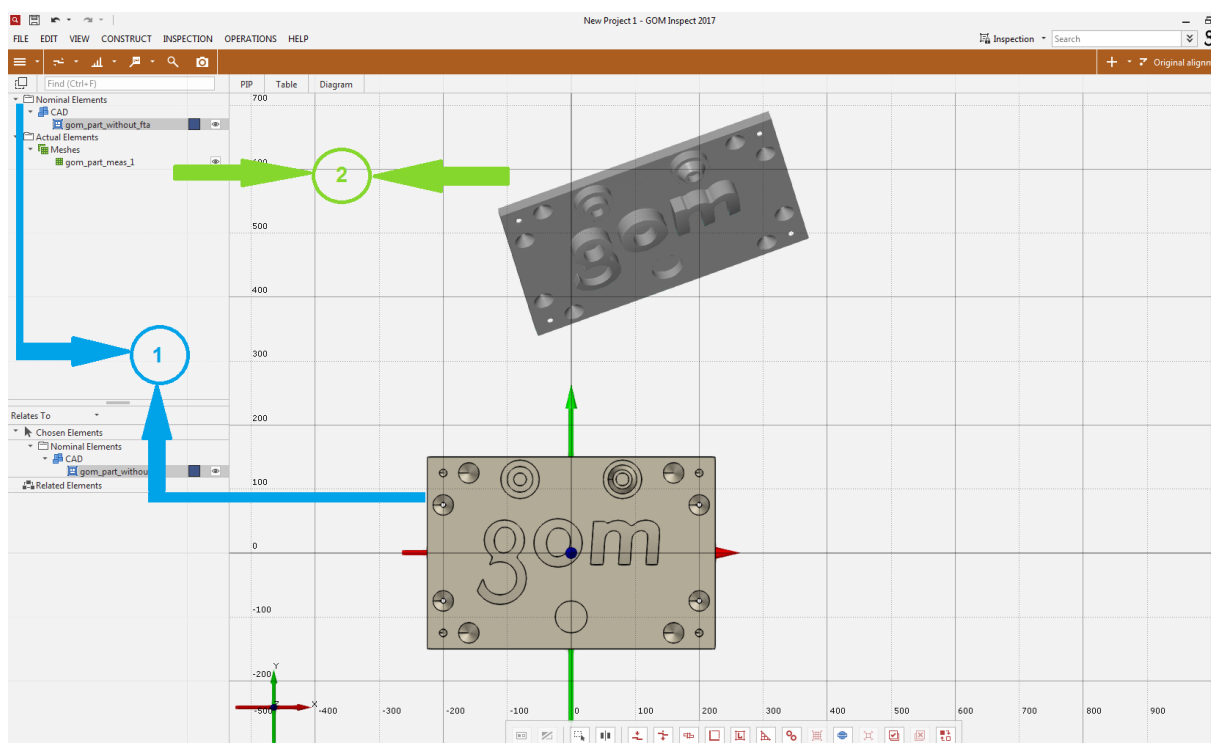 New Project 1 - GOM Inspect 2017
FILE EDIT VIEW CONSTRUCT INSPECTION OPERATIONS HELP
Inspection Search
Original alignm
Find (Ctrl+F)
PIP Table Diagram
Nominal Elements
CAD
gom_part_without_fta
Actual Elements
Meshes
gom_part_meas_1
2
1
Relates To
Chosen Elements
Nominal Elements
CAD
gom_part_withou
Related Elements
700
600
500
400
300
200
100
0
-100
-200
gom
gom
Y
X
Z
-500 -400 -300 -200 -100 0 100 200 300 400 500 600 700 800 900